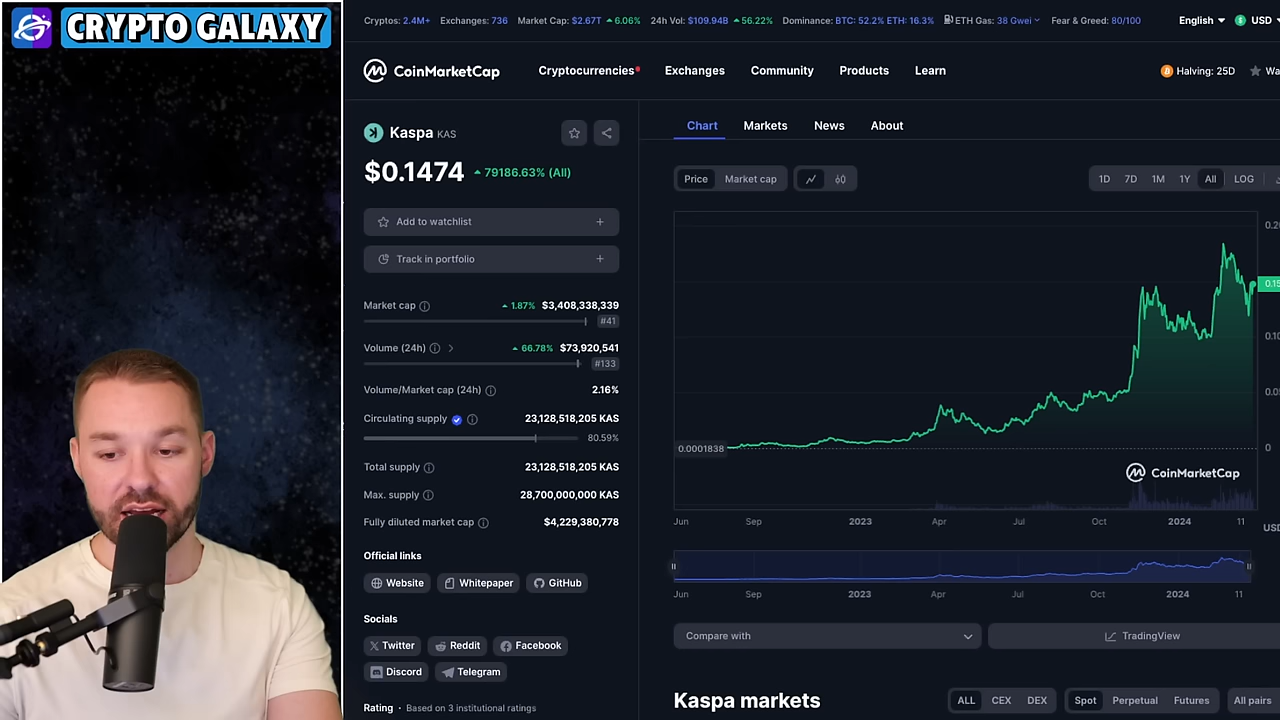 CRYPTO GALAXY
Cryptos: 2.4M+ Exchanges: 736 Market Cap: $2.67T 6.06% 24h Vol: $109.94B 56.22% Dominance: BTC: 52.2% ETH: 15.3% ETH Gas: 38 Gwei Fear & Greed: 80/100 English USD
CoinMarketCap Cryptocurrencies Exchanges Community Products Learn Halving: 25D
Kaspa KAS
$0.1474 79186.63% (All)
Add to watchlist +
Track in portfolio +
Market cap 1.87% $3,408,338,339
#41
Volume (24h) 66.78% $73,920,541
#133
Volume/Market cap (24h) 2.16%
Circulating supply 23,128,518,205 KAS
80.59%
Total supply 23,128,518,205 KAS
Max. supply 28,700,000,000 KAS
Fully diluted market cap $4,229,380,778
Official links
Website Whitepaper GitHub
Socials
Twitter Reddit Facebook
Discord Telegram
Rating · Based on 3 institutional ratings
Chart Markets News About
Price Market cap 1D 7D 1M 1Y All LOG
0.0001838
0
CoinMarketCap
Jun Sep 2023 Apr Jul Oct 2024 11
Jun Sep 2023 Apr Jul Oct 2024 11
Compare with TradingView
Kaspa markets ALL CEX DEX Spot Perpetual Futures All pairs